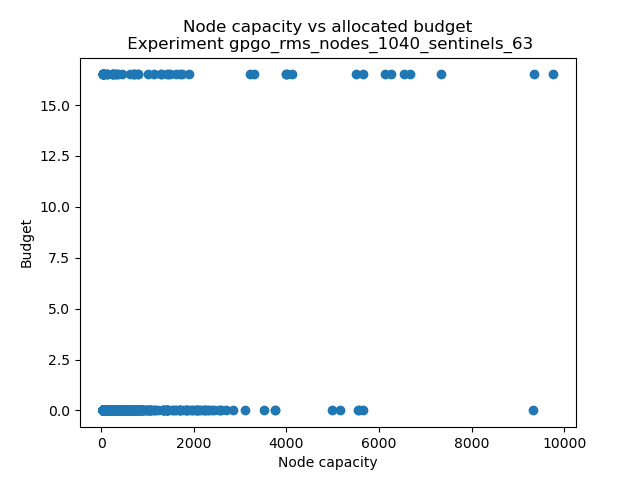 Node capacity vs allocated budget
Experiment gpgo_rms_nodes_1040_sentinels_63
15.0
12.5
10.0
7.5
5.0
2.5
0.0
Budget
0 2000 4000 6000 8000 10000
Node capacity